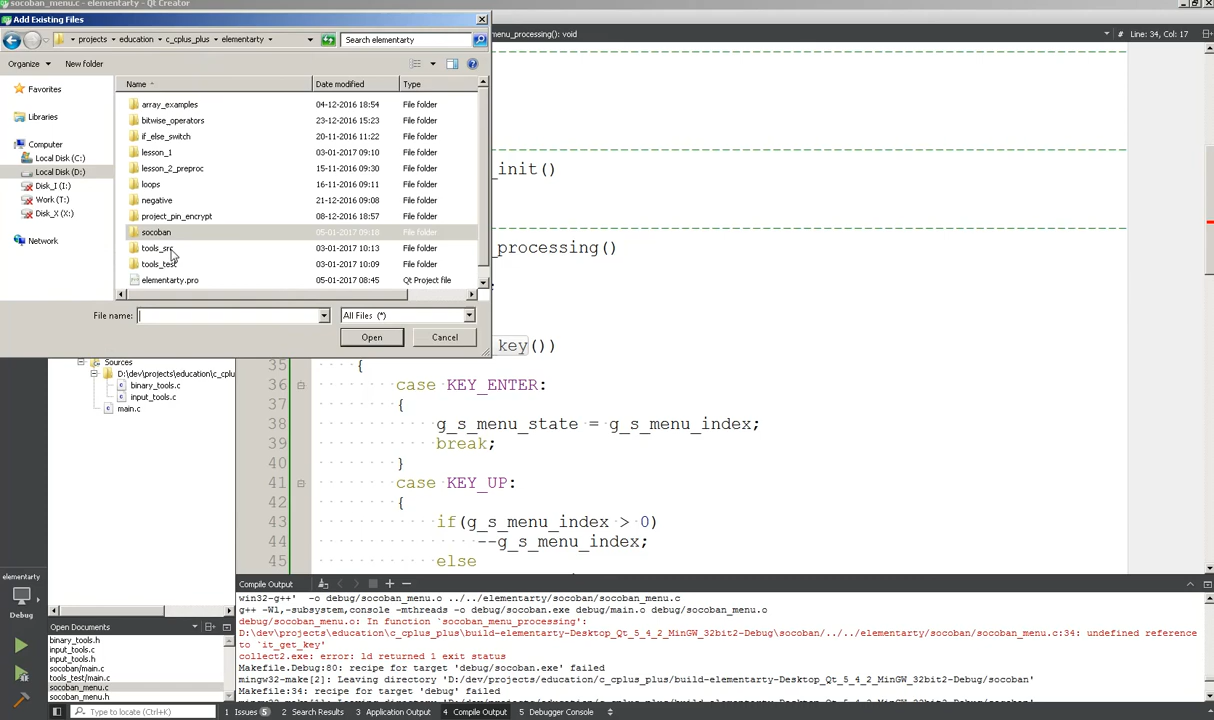 socoban_menu.c - elementarty - Qt Creator
Add Existing Files
projects education c_cplus_plus elementarty Search elementarty
menu_processing(): void # Line: 34, Col: 17
Organize New folder
Name Date modified Type
Favorites
Libraries
Computer
Local Disk (C:)
Local Disk (D:)
Disk_I (I:)
Work (T:)
Disk_X (X:)
Network
array_examples 04-12-2016 18:54 File folder
bitwise_operators 23-12-2016 15:23 File folder
if_else_switch 20-11-2016 11:22 File folder
lesson_1 03-01-2017 09:10 File folder
lesson_2_preproc 15-11-2016 09:30 File folder
loops 16-11-2016 09:11 File folder
negative 21-12-2016 09:08 File folder
project_pin_encrypt 08-12-2016 18:57 File folder
socoban 05-01-2017 09:18 File folder
tools_src 03-01-2017 10:13 File folder
tools_test 03-01-2017 10:09 File folder
elementarty.pro 05-01-2017 08:45 Qt Project file
File name: All Files (*)
Open Cancel
_init()
_processing()
;
key())
35 {
36 case KEY_ENTER:
37 {
38 g_s_menu_state = g_s_menu_index;
39 break;
40 }
41 case KEY_UP:
42 {
43 if(g_s_menu_index > 0)
44 --g_s_menu_index;
45 else
Sources
D:\dev\projects\education\c_cplu
binary_tools.c
input_tools.c
main.c
elementarty
Debug
Open Documents
binary_tools.h
input_tools.c
input_tools.h
socoban/main.c
tools_test/main.c
socoban_menu.c
socoban_menu.h
Compile Output
win32-g++' -o debug/socoban_menu.o ../../elementarty/socoban/socoban_menu.c
g++ -Wl,-subsystem,console -mthreads -o debug/socoban.exe debug/main.o debug/socoban_menu.o
debug/socoban_menu.o: In function `socoban_menu_processing':
D:\dev\projects\education\c_cplus_plus\build-elementarty-Desktop_Qt_5_4_2_MinGW_32bit2-Debug\socoban/../../elementarty/socoban/socoban_menu.c:34: undefined reference
to `it_get_key'
collect2.exe: error: ld returned 1 exit status
Makefile.Debug:80: recipe for target 'debug/socoban.exe' failed
mingw32-make[2]: Leaving directory 'D:/dev/projects/education/c_cplus_plus/build-elementarty-Desktop_Qt_5_4_2_MinGW_32bit2-Debug/socoban'
Makefile:34: recipe for target 'debug' failed
Type to locate (Ctrl+K) 1 Issues 5 2 Search Results 3 Application Output 4 Compile Output 5 Debugger Console